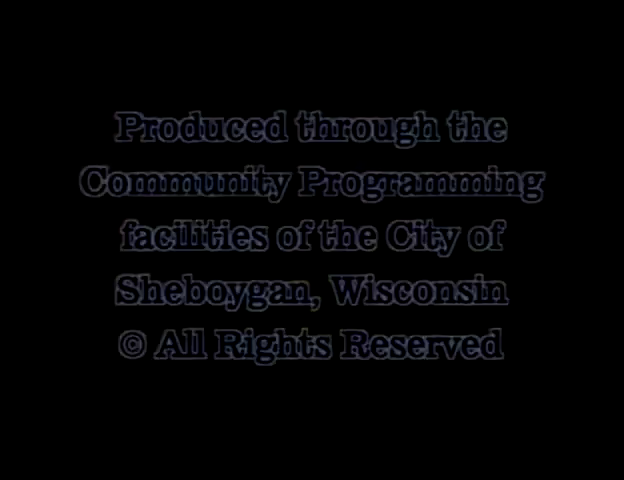 Produced through the
Community Programming
facilities of the City of
Sheboygan, Wisconsin
© All Rights Reserved